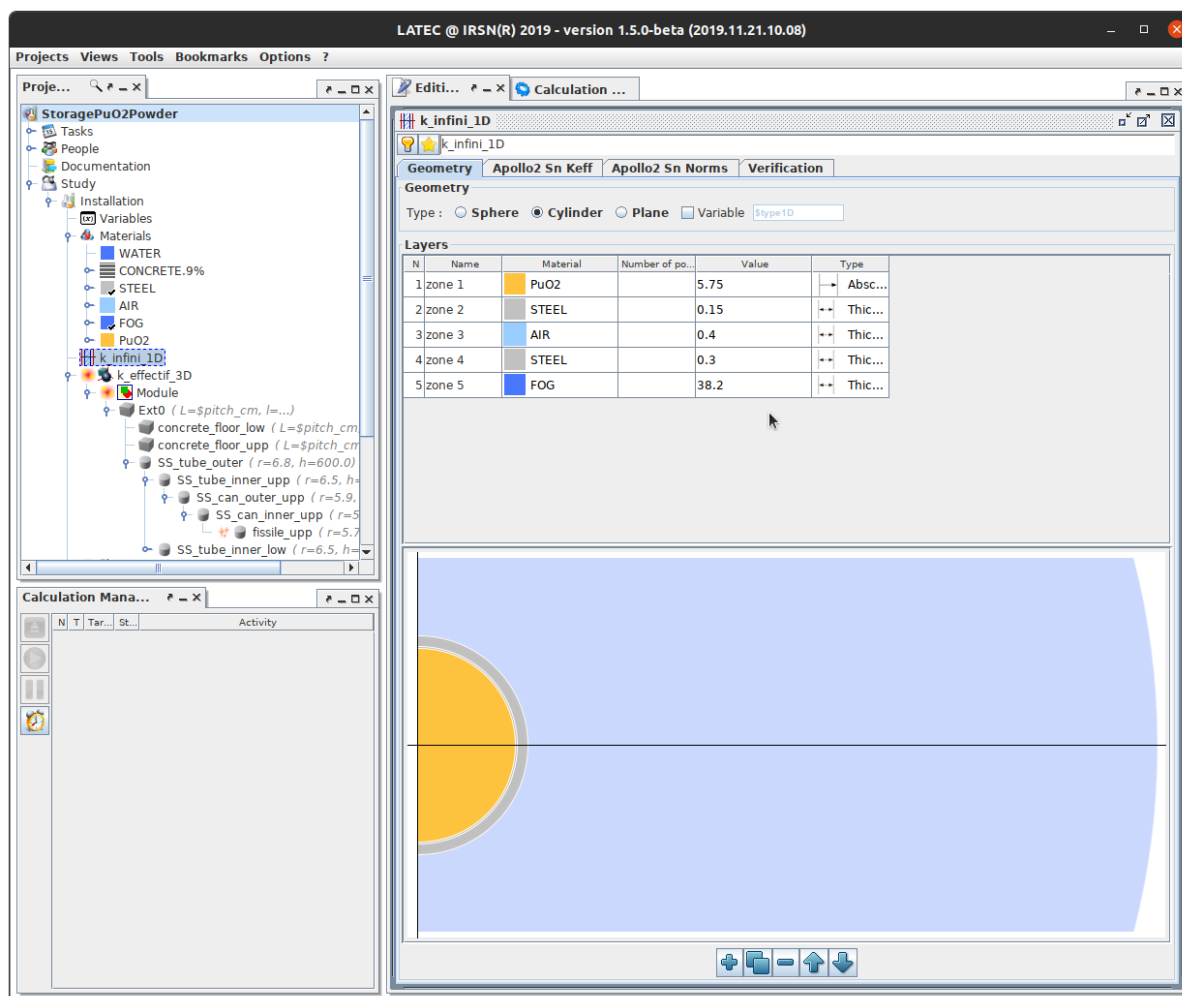 LATEC @ IRSN(R) 2019 - version 1.5.0-beta (2019.11.21.10.08)
Projects Views Tools Bookmarks Options ?
Proje...
StoragePuO2Powder
Tasks
People
Documentation
Study
Installation
(x) Variables
Materials
WATER
CONCRETE.9%
STEEL
AIR
FOG
PuO2
k_infini_1D
k_effectif_3D
Module
Ext0 ( L=$pitch_cm, l=...)
concrete_floor_low ( L=$pitch_cm,
concrete_floor_upp ( L=$pitch_cm
SS_tube_outer ( r=6.8, h=600.0)
SS_tube_inner_upp ( r=6.5, h=
SS_can_outer_upp ( r=5.9,
SS_can_inner_upp ( r=5
fissile_upp ( r=5.7
SS_tube_inner_low ( r=6.5, h=
Calculation Mana...
N T Tar... St... Activity
Editi... Calculation ...
k_infini_1D
k_infini_1D
Geometry Apollo2 Sn Keff Apollo2 Sn Norms Verification
Geometry
Type : Sphere Cylinder Plane Variable $type1D
Layers
N Name Material Number of po... Value Type
1 zone 1 PuO2 5.75 Absc...
2 zone 2 STEEL 0.15 Thic...
3 zone 3 AIR 0.4 Thic...
4 zone 4 STEEL 0.3 Thic...
5 zone 5 FOG 38.2 Thic...